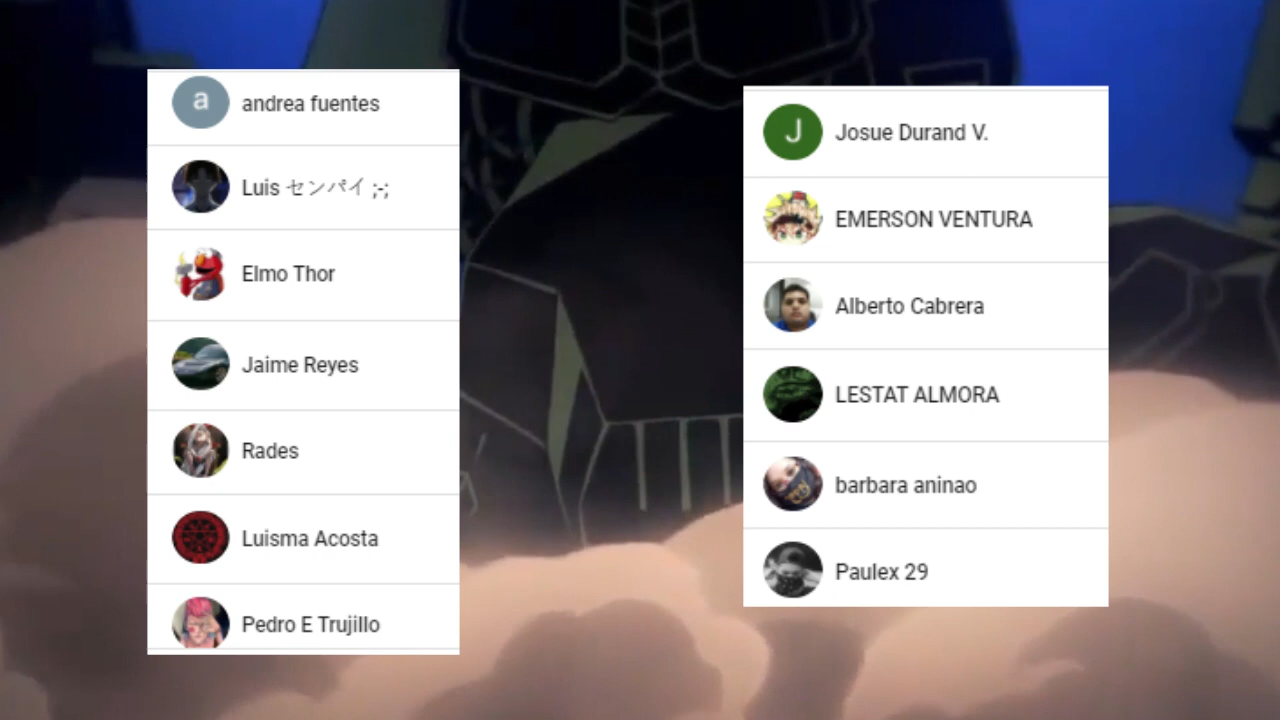 a
andrea fuentes
Luis センパイ ;-;
Elmo Thor
Jaime Reyes
Rades
Luisma Acosta
Pedro E Trujillo
J
Josue Durand V.
EMERSON VENTURA
Alberto Cabrera
LESTAT ALMORA
barbara aninao
Paulex 29